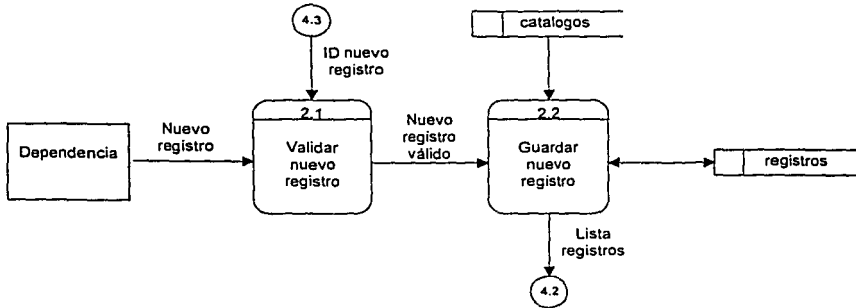 4.3
catalogos
ID nuevo
registro
2.1
2.2
Dependencia
Nuevo
registro
Validar
nuevo
registro
Nuevo
registro
válido
Guardar
nuevo
registro
registros
Lista
registros
4.2